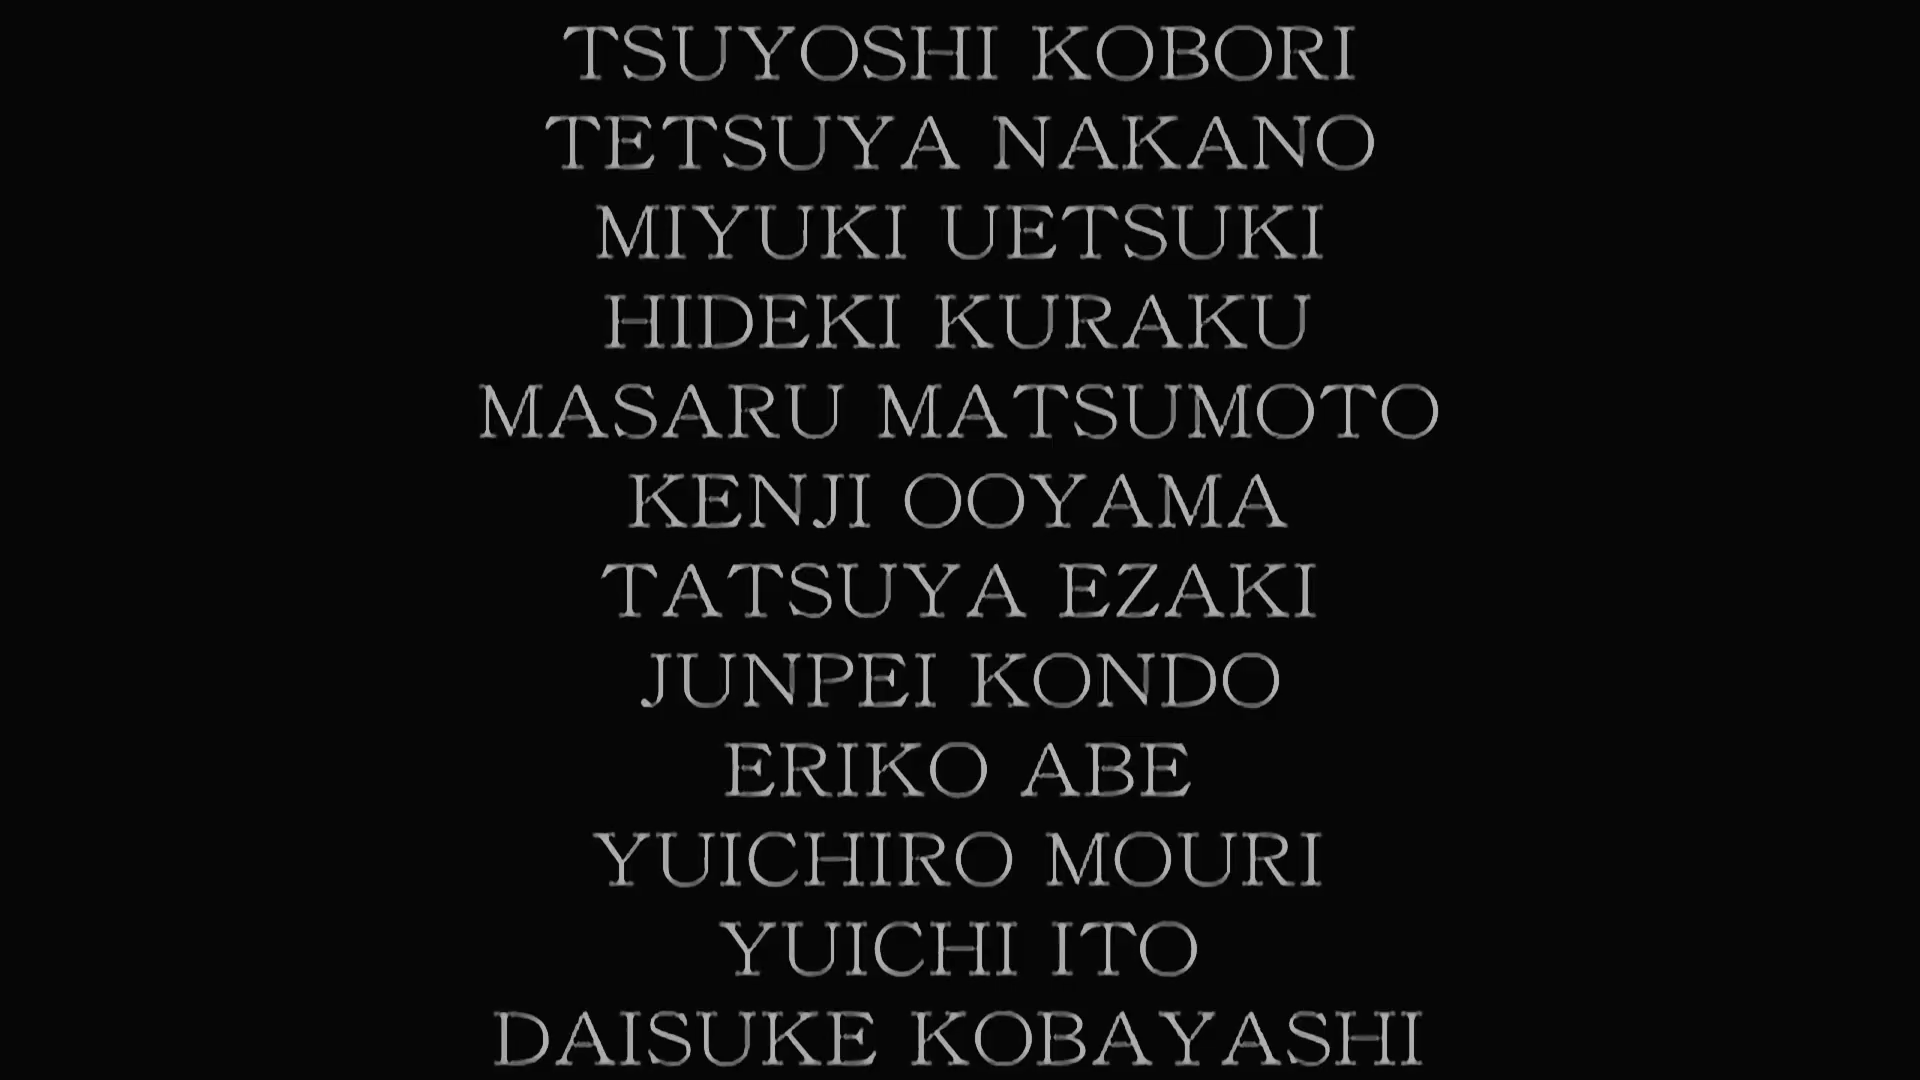 TSUYOSHI KOBORI
TETSUYA NAKANO
MIYUKI UETSUKI
HIDEKI KURAKU
MASARU MATSUMOTO
KENJI OOYAMA
TATSUYA EZAKI
JUNPEI KONDO
ERIKO ABE
YUICHIRO MOURI
YUICHI ITO
DAISUKE KOBAYASHI